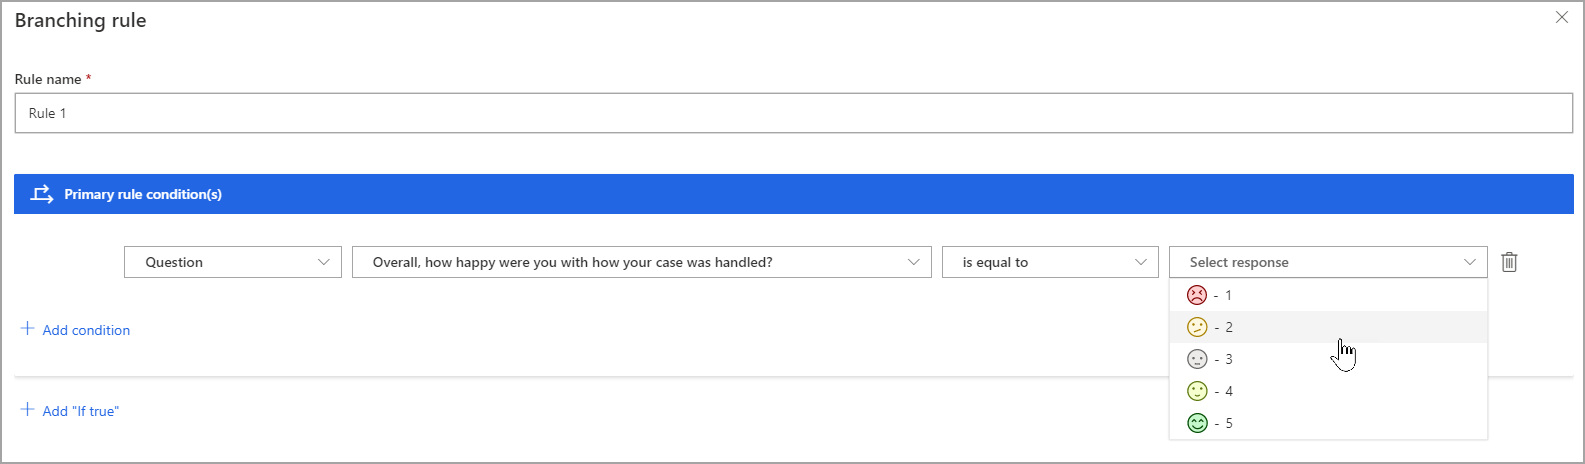 Branching rule
Rule name *
Rule 1
Primary rule condition(s)
Question Overall, how happy were you with how your case was handled? is equal to Select response
- 1
- 2
- 3
- 4
- 5
Add condition
Add "If true"